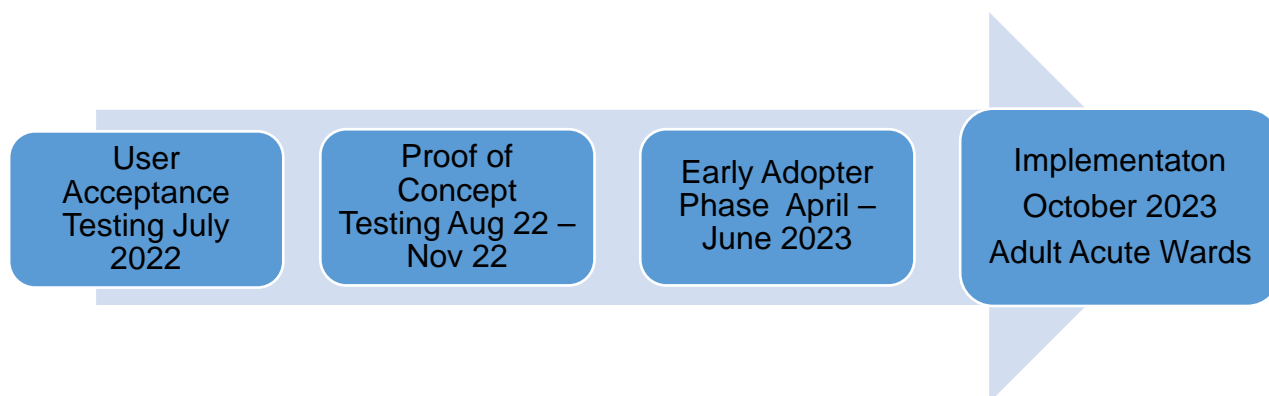 User
Acceptance
Testing July
2022
Proof of
Concept
Testing Aug 22 –
Nov 22
Early Adopter
Phase  April –
June 2023
Implementaton
October 2023
Adult Acute Wards